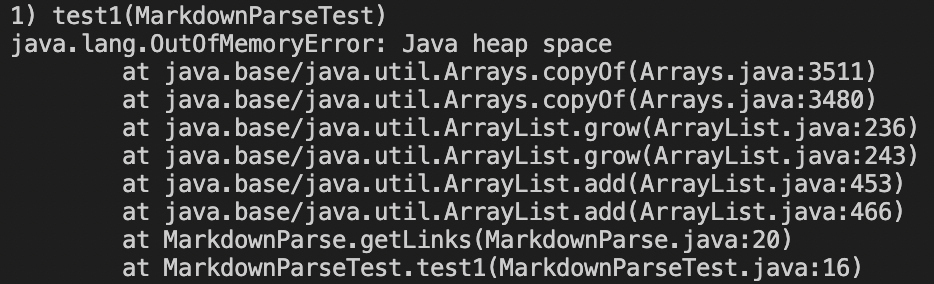 1) test1(MarkdownParseTest)
java.lang.OutOfMemoryError: Java heap space
at java.base/java.util.Arrays.copyOf(Arrays.java:3511)
at java.base/java.util.Arrays.copyOf(Arrays.java:3480)
at java.base/java.util.ArrayList.grow(ArrayList.java:236)
at java.base/java.util.ArrayList.grow(ArrayList.java:243)
at java.base/java.util.ArrayList.add(ArrayList.java:453)
at java.base/java.util.ArrayList.add(ArrayList.java:466)
at MarkdownParse.getLinks(MarkdownParse.java:20)
at MarkdownParseTest.test1(MarkdownParseTest.java:16)